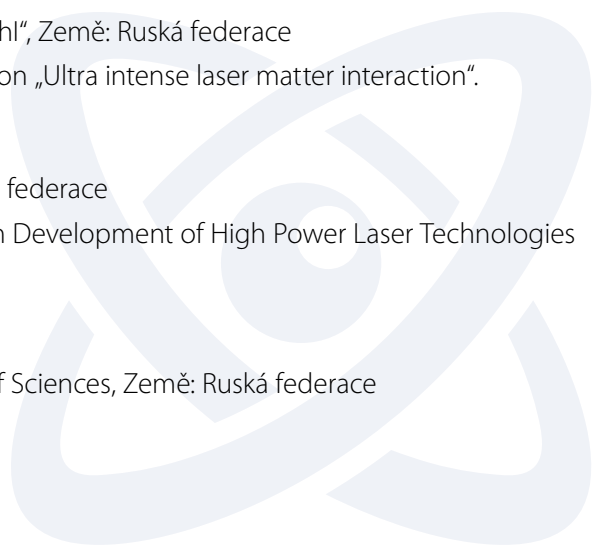 hl“, Země: Ruská federace
on „Ultra intense laser matter interaction“.
federace
Development of High Power Laser Technologies
f Sciences, Země: Ruská federace